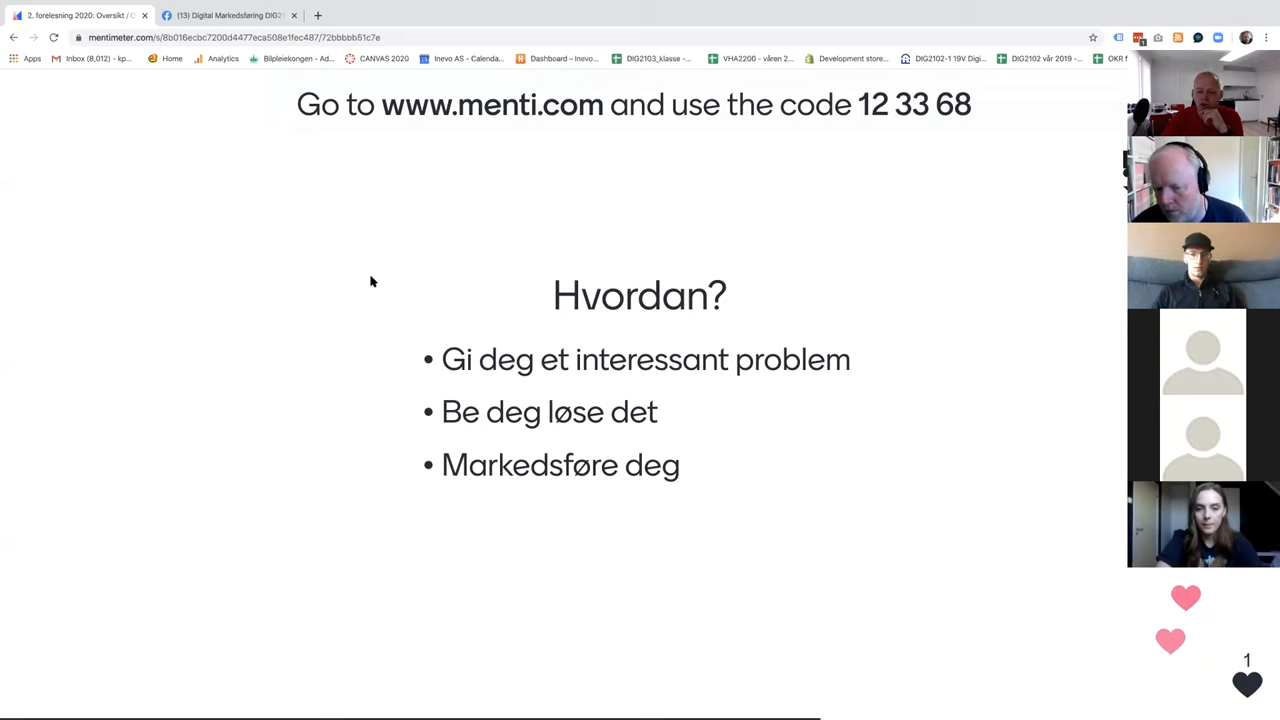 2. forelesning 2020: Oversikt / O
(13) Digital Markedsføring DIG21
mentimeter.com/s/8b016ecbc7200d4477eca508e1fec487/72bbbbb51c7e
Apps
Inbox (8,012) - kp...
Home
Analytics
Bilpleiekongen - Ad...
CANVAS 2020
Inevo AS - Calenda...
Dashboard – Inevo...
DIG2103_klasse -...
VHA2200 - våren 2...
Development store...
DIG2102-1 19V Digi...
DIG2102 vår 2019 -...
OKR f
Go to www.menti.com and use the code 12 33 68
Hvordan?
• Gi deg et interessant problem
• Be deg løse det
• Markedsføre deg
1